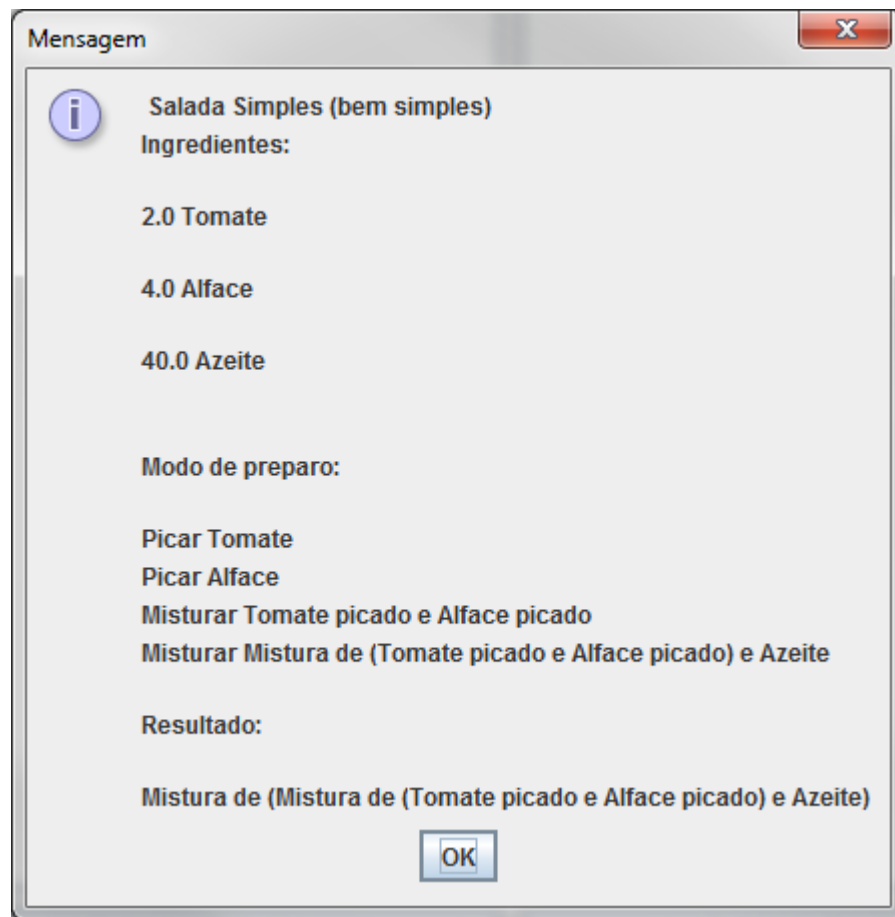 Mensagem
Salada Simples (bem simples)
Ingredientes:
2.0 Tomate
4.0 Alface
40.0 Azeite
Modo de preparo:
Picar Tomate
Picar Alface
Misturar Tomate picado e Alface picado
Misturar Mistura de (Tomate picado e Alface picado) e Azeite
Resultado:
Mistura de (Mistura de (Tomate picado e Alface picado) e Azeite)
OK